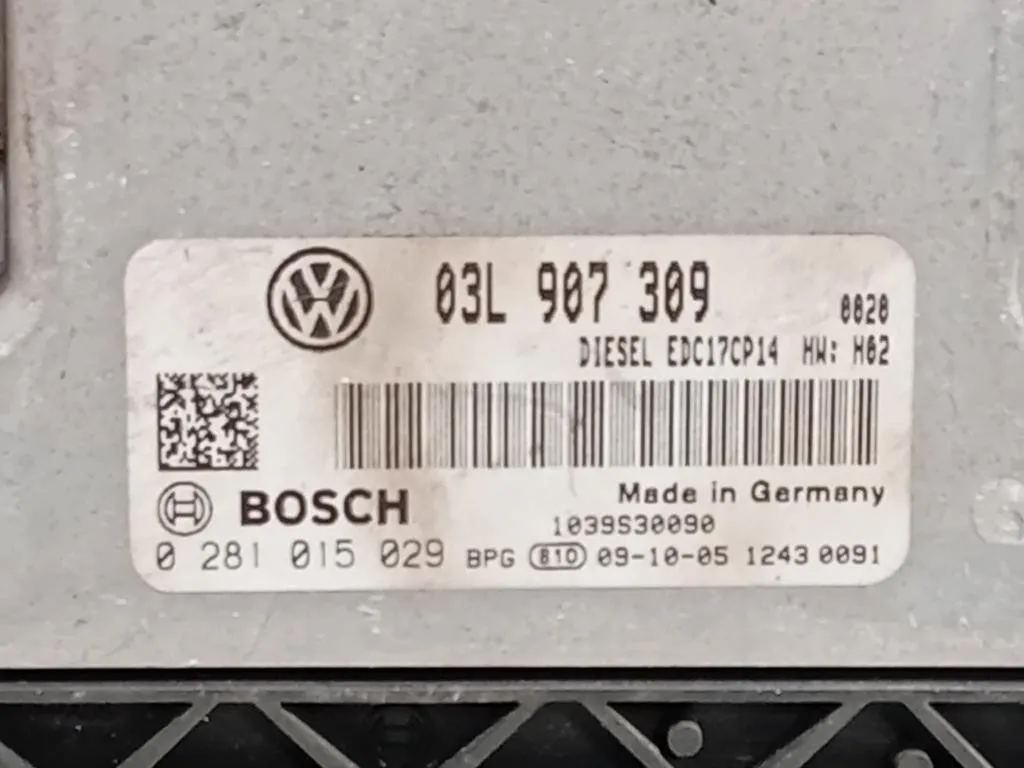 03L 907 309
0020
DIESEL EDC17CP14 HW: H02
BOSCH
Made in Germany
1039S30090
0 281 015 029 BPG 810 09-10-05 1243 0091